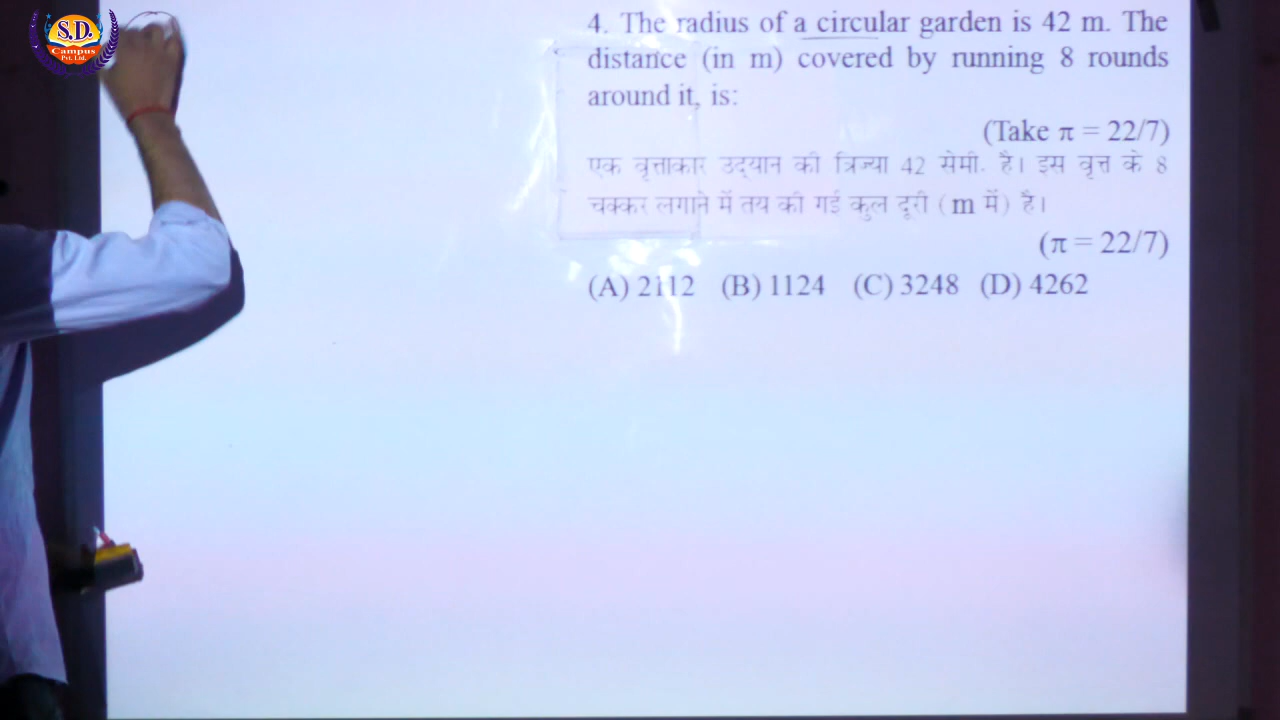 S.D.
Campus
Pvt. Ltd.
4. The radius of a circular garden is 42 m. The
distance (in m) covered by running 8 rounds
around it, is:
(Take π = 22/7)
एक वृत्ताकार उद्यान की त्रिज्या 42 सेमी. है। इस वृत्त के 8
चक्कर लगाने में तय की गई कुल दूरी (m में) है।
(π = 22/7)
(A) 2112 (B) 1124 (C) 3248 (D) 4262